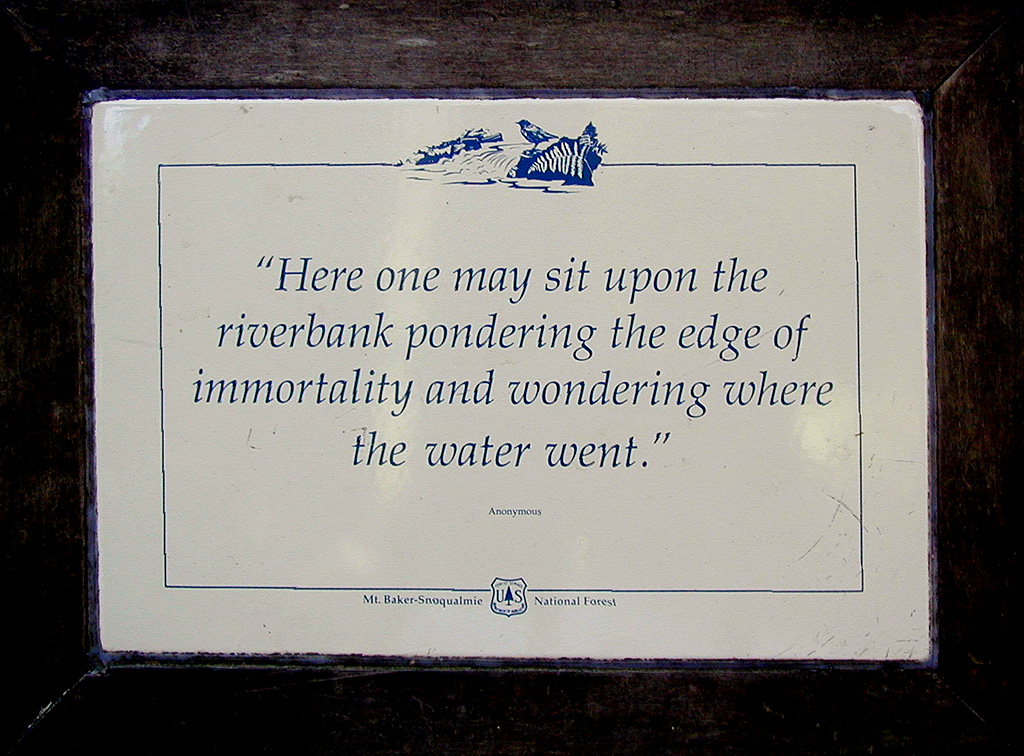 “Here one may sit upon the
riverbank pondering the edge of
immortality and wondering where
the water went.”
Anonymous
Mt. Baker-Snoqualmie U S National Forest